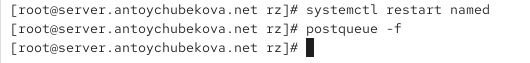 [root@server.antoychubekova.net rz]# systemctl restart named
[root@server.antoychubekova.net rz]# postqueue -f
[root@server.antoychubekova.net rz]#